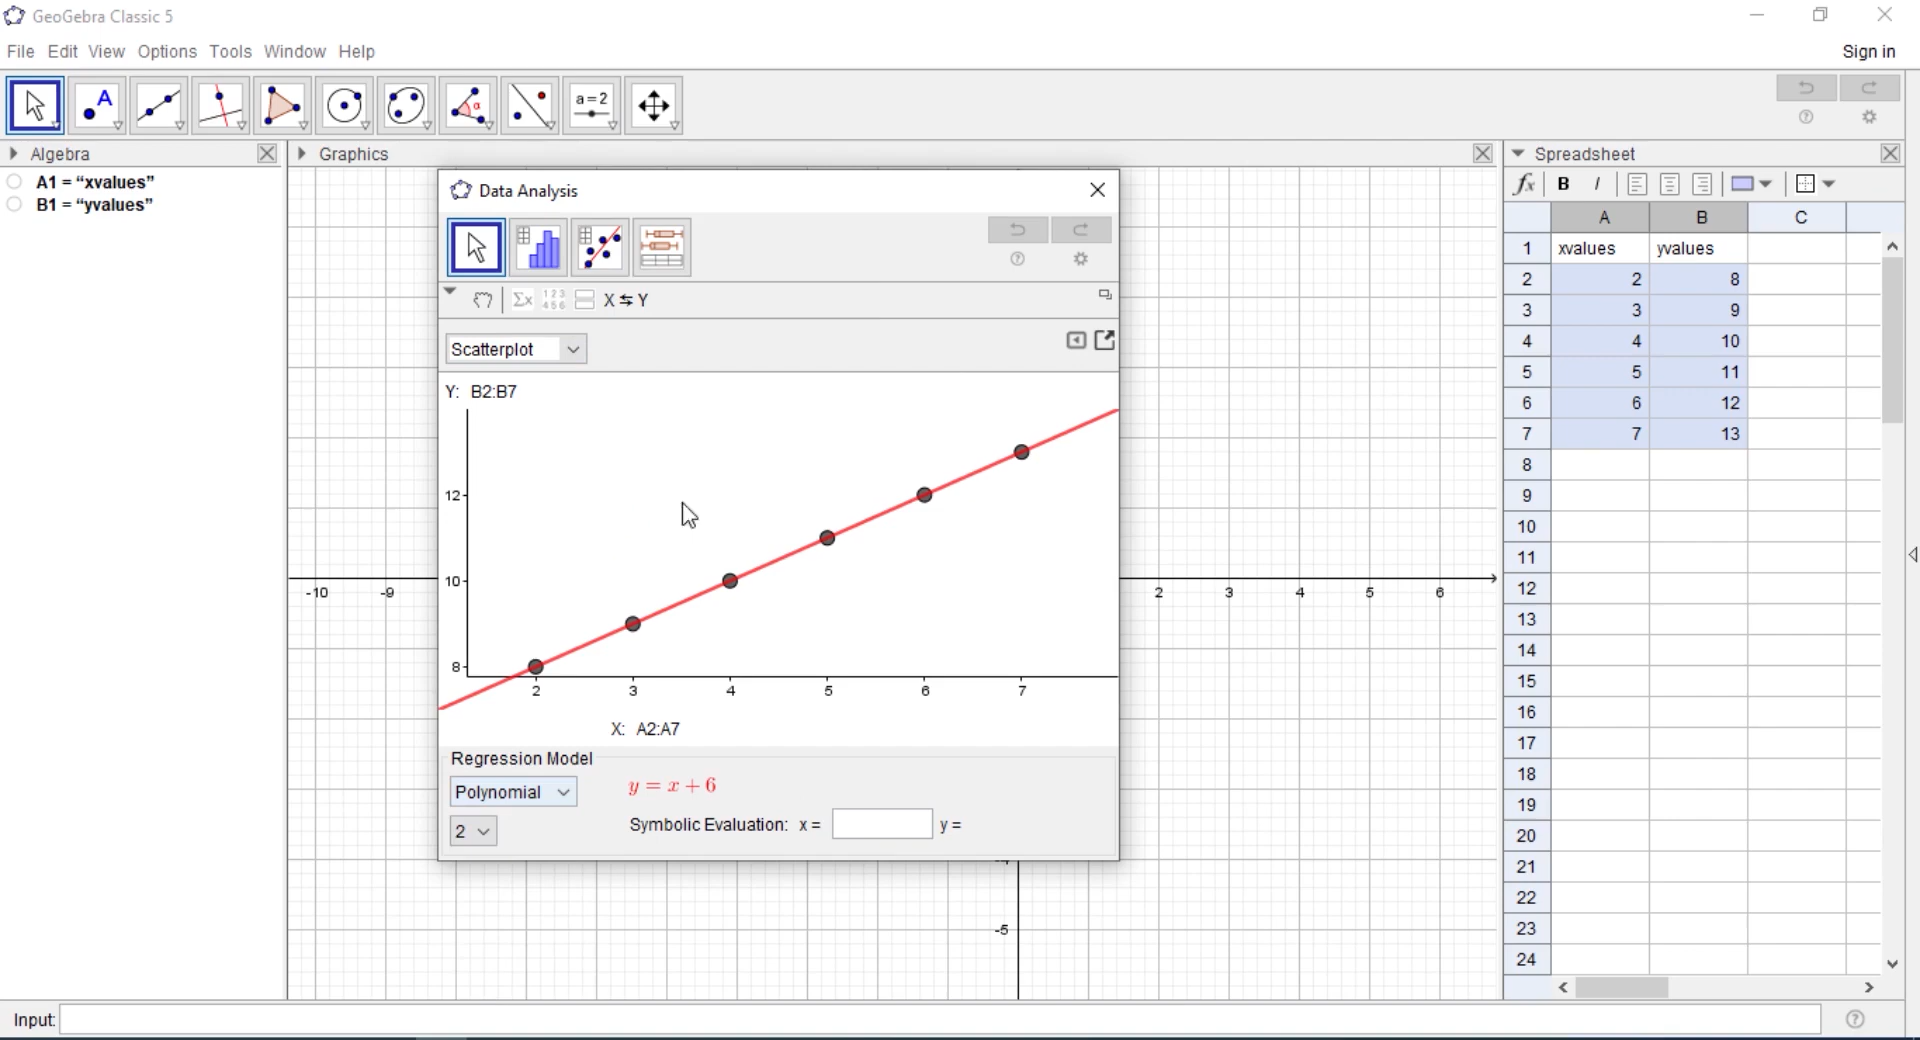 GeoGebra Classic 5
File Edit View Options Tools Window Help
Sign in
A
α
a=2
Algebra
A1 = “xvalues”
B1 = “yvalues”
Graphics
-10 -9 2 3 4 5 6
-5
Data Analysis
Σx 123 456 X ⇆ Y
Scatterplot
Y: B2:B7
12
10
8
2 3 4 5 6 7
X: A2:A7
Regression Model
Polynomial
y = x + 6
2
Symbolic Evaluation: x = y =
Spreadsheet
fx B I
A B C
1 xvalues yvalues
2 2 8
3 3 9
4 4 10
5 5 11
6 6 12
7 7 13
8
9
10
11
12
13
14
15
16
17
18
19
20
21
22
23
24
Input: